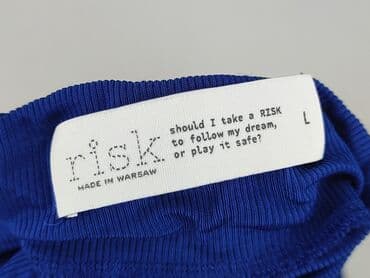 risk
MADE IN WARSAW
should I take a RISK
to follow my dream,
or play it safe?
L